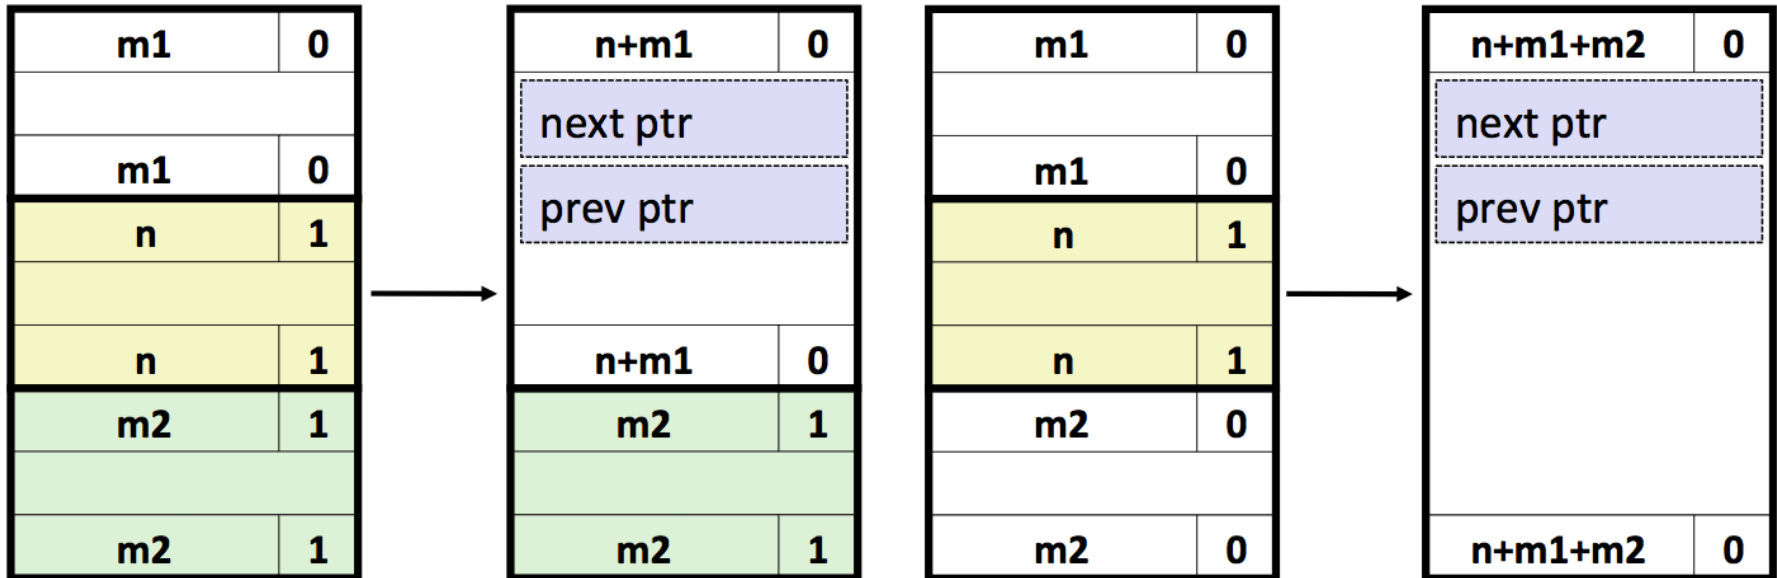 m1 0
m1 0
n 1
n 1
m2 1
m2 1
n+m1 0
next ptr
prev ptr
n+m1 0
m2 1
m2 1
m1 0
m1 0
n 1
n 1
m2 0
m2 0
n+m1+m2 0
next ptr
prev ptr
n+m1+m2 0